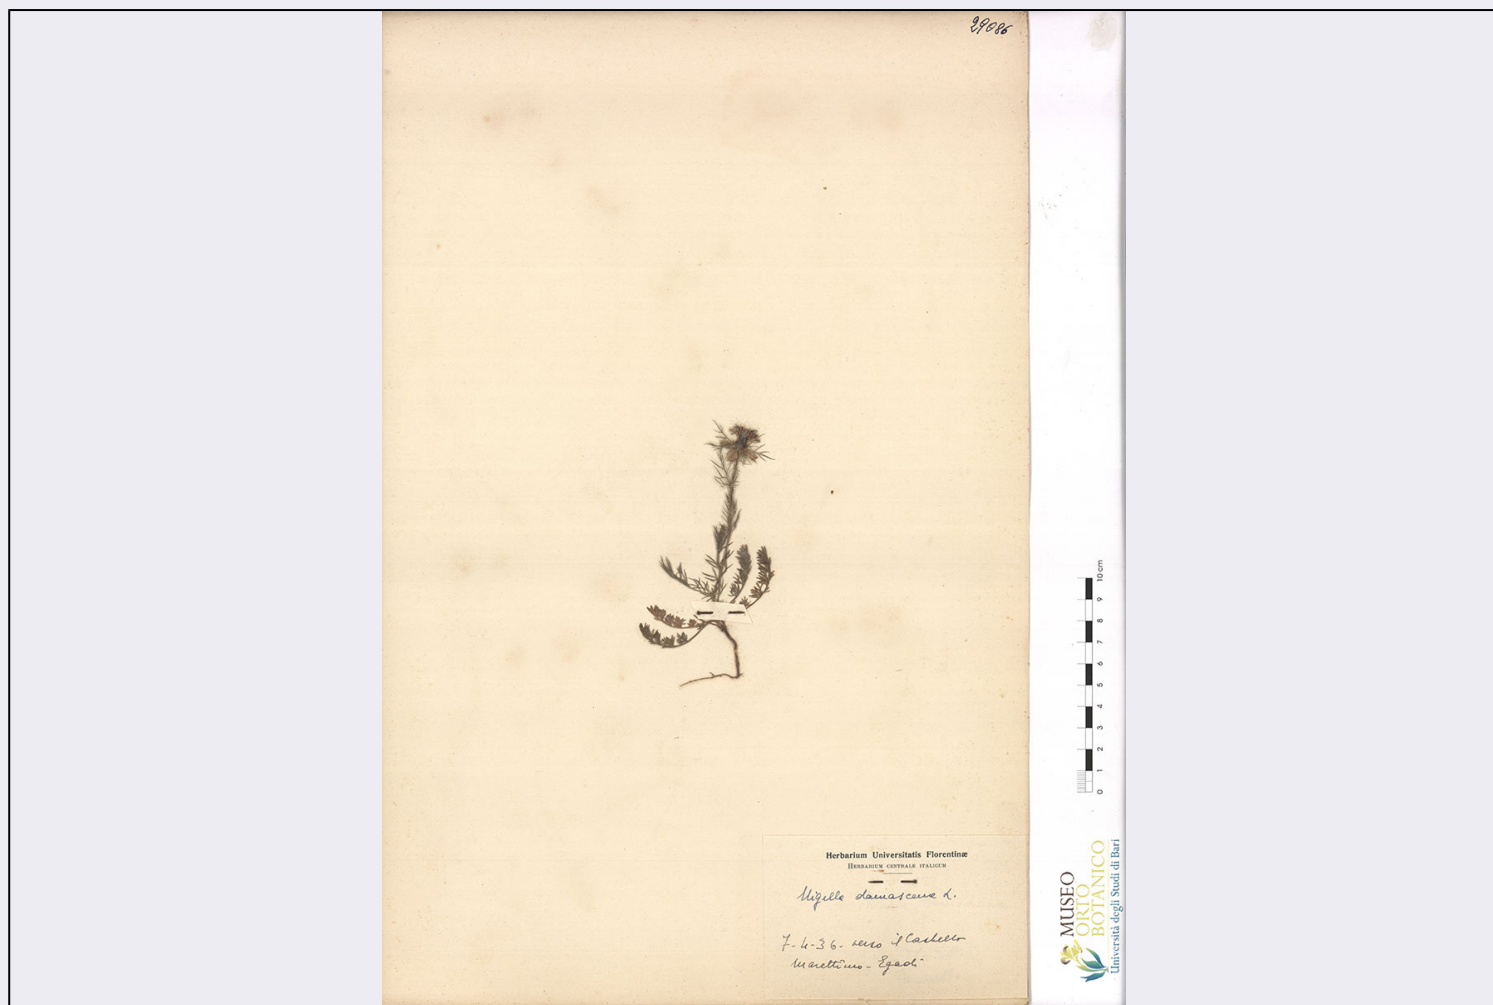 29086
Herbarium Universitatis Florentinæ
HERBARIUM CENTRALE ITALICUM
Nigella damascena L.
7-4-36- verso il Castello
Marettimo - Egadi
0 1 2 3 4 5 6 7 8 9 10 cm
MUSEO
ORTO
BOTANICO
Università degli Studi di Bari